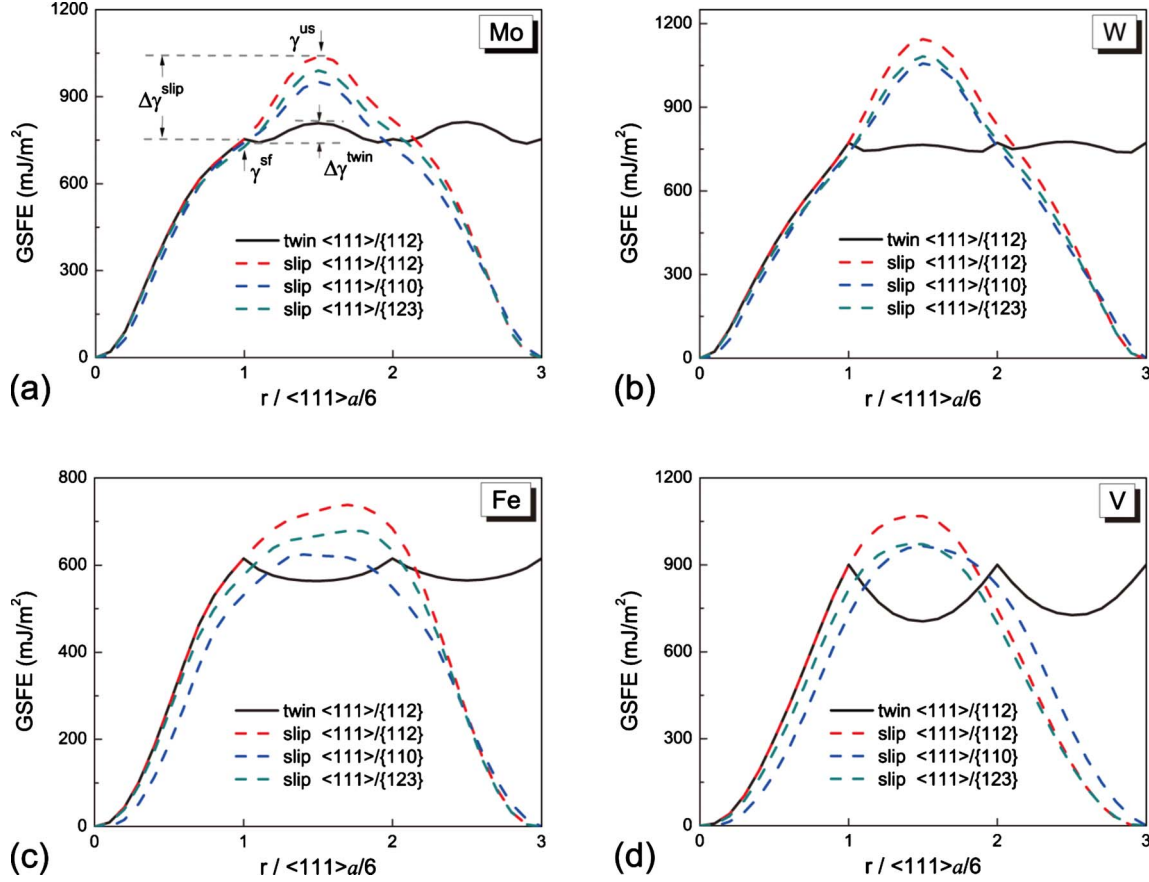 Mo
GSFE (mJ/m²)
1200
900
600
300
0
γ^us
Δγ^slip
γ^sf
Δγ^twin
twin <111>/{112}
slip <111>/{112}
slip <111>/{110}
slip <111>/{123}
0 1 2 3
(a) r / <111>a/6
W
GSFE (mJ/m²)
1200
900
600
300
0
twin <111>/{112}
slip <111>/{112}
slip <111>/{110}
slip <111>/{123}
0 1 2 3
(b) r / <111>a/6
Fe
GSFE (mJ/m²)
800
600
400
200
0
twin <111>/{112}
slip <111>/{112}
slip <111>/{110}
slip <111>/{123}
0 1 2 3
(c) r / <111>a/6
V
GSFE (mJ/m²)
1200
900
600
300
0
twin <111>/{112}
slip <111>/{112}
slip <111>/{110}
slip <111>/{123}
0 1 2 3
(d) r / <111>a/6